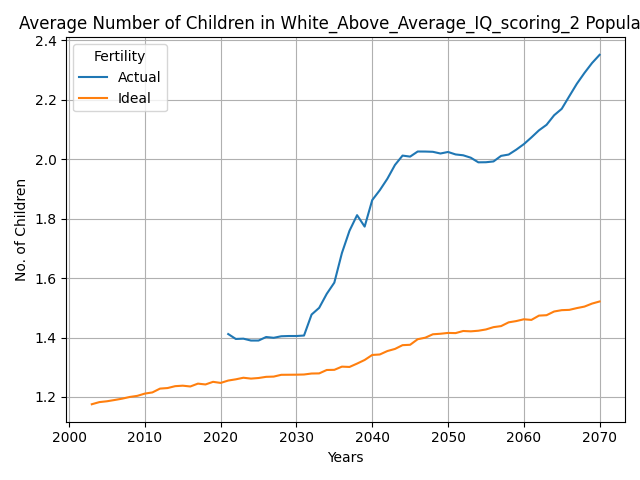 Average Number of Children in White_Above_Average_IQ_scoring_2 Popula
2.4
2.2
2.0
1.8
1.6
1.4
1.2
No. of Children
Fertility
Actual
Ideal
2000 2010 2020 2030 2040 2050 2060 2070
Years